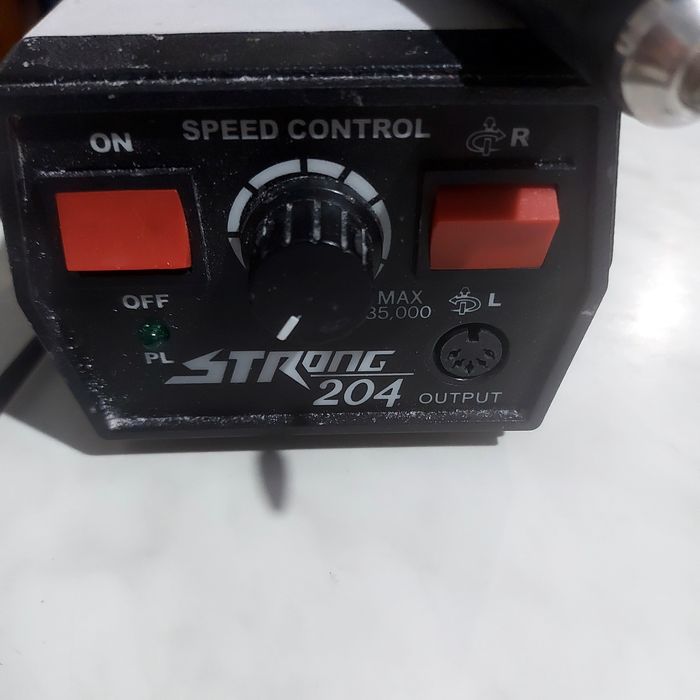 SPEED CONTROL
ON
R
OFF
MAX
35,000
L
PL
STRONG
204
OUTPUT